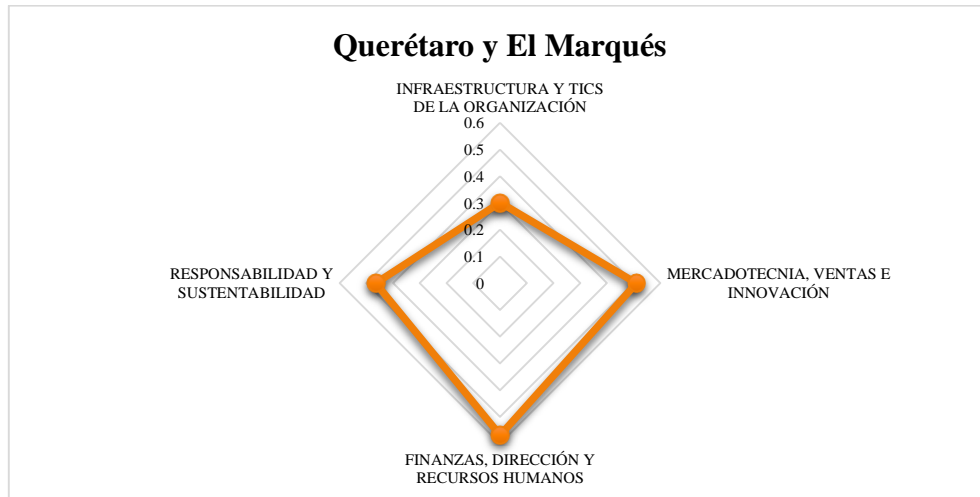 Querétaro y El Marqués
INFRAESTRUCTURA Y TICS
DE LA ORGANIZACIÓN
0.6
0.5
0.4
0.3
0.2
0.1
0
RESPONSABILIDAD Y
SUSTENTABILIDAD
MERCADOTECNIA, VENTAS E
INNOVACIÓN
FINANZAS, DIRECCIÓN Y
RECURSOS HUMANOS